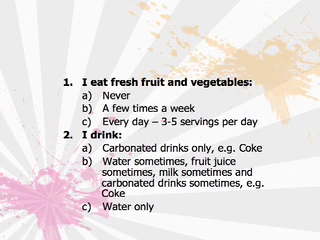 1. I eat fresh fruit and vegetables:
a) Never
b) A few times a week
c) Every day – 3-5 servings per day
2. I drink:
a) Carbonated drinks only, e.g. Coke
b) Water sometimes, fruit juice
sometimes, milk sometimes and
carbonated drinks sometimes, e.g.
Coke
c) Water only